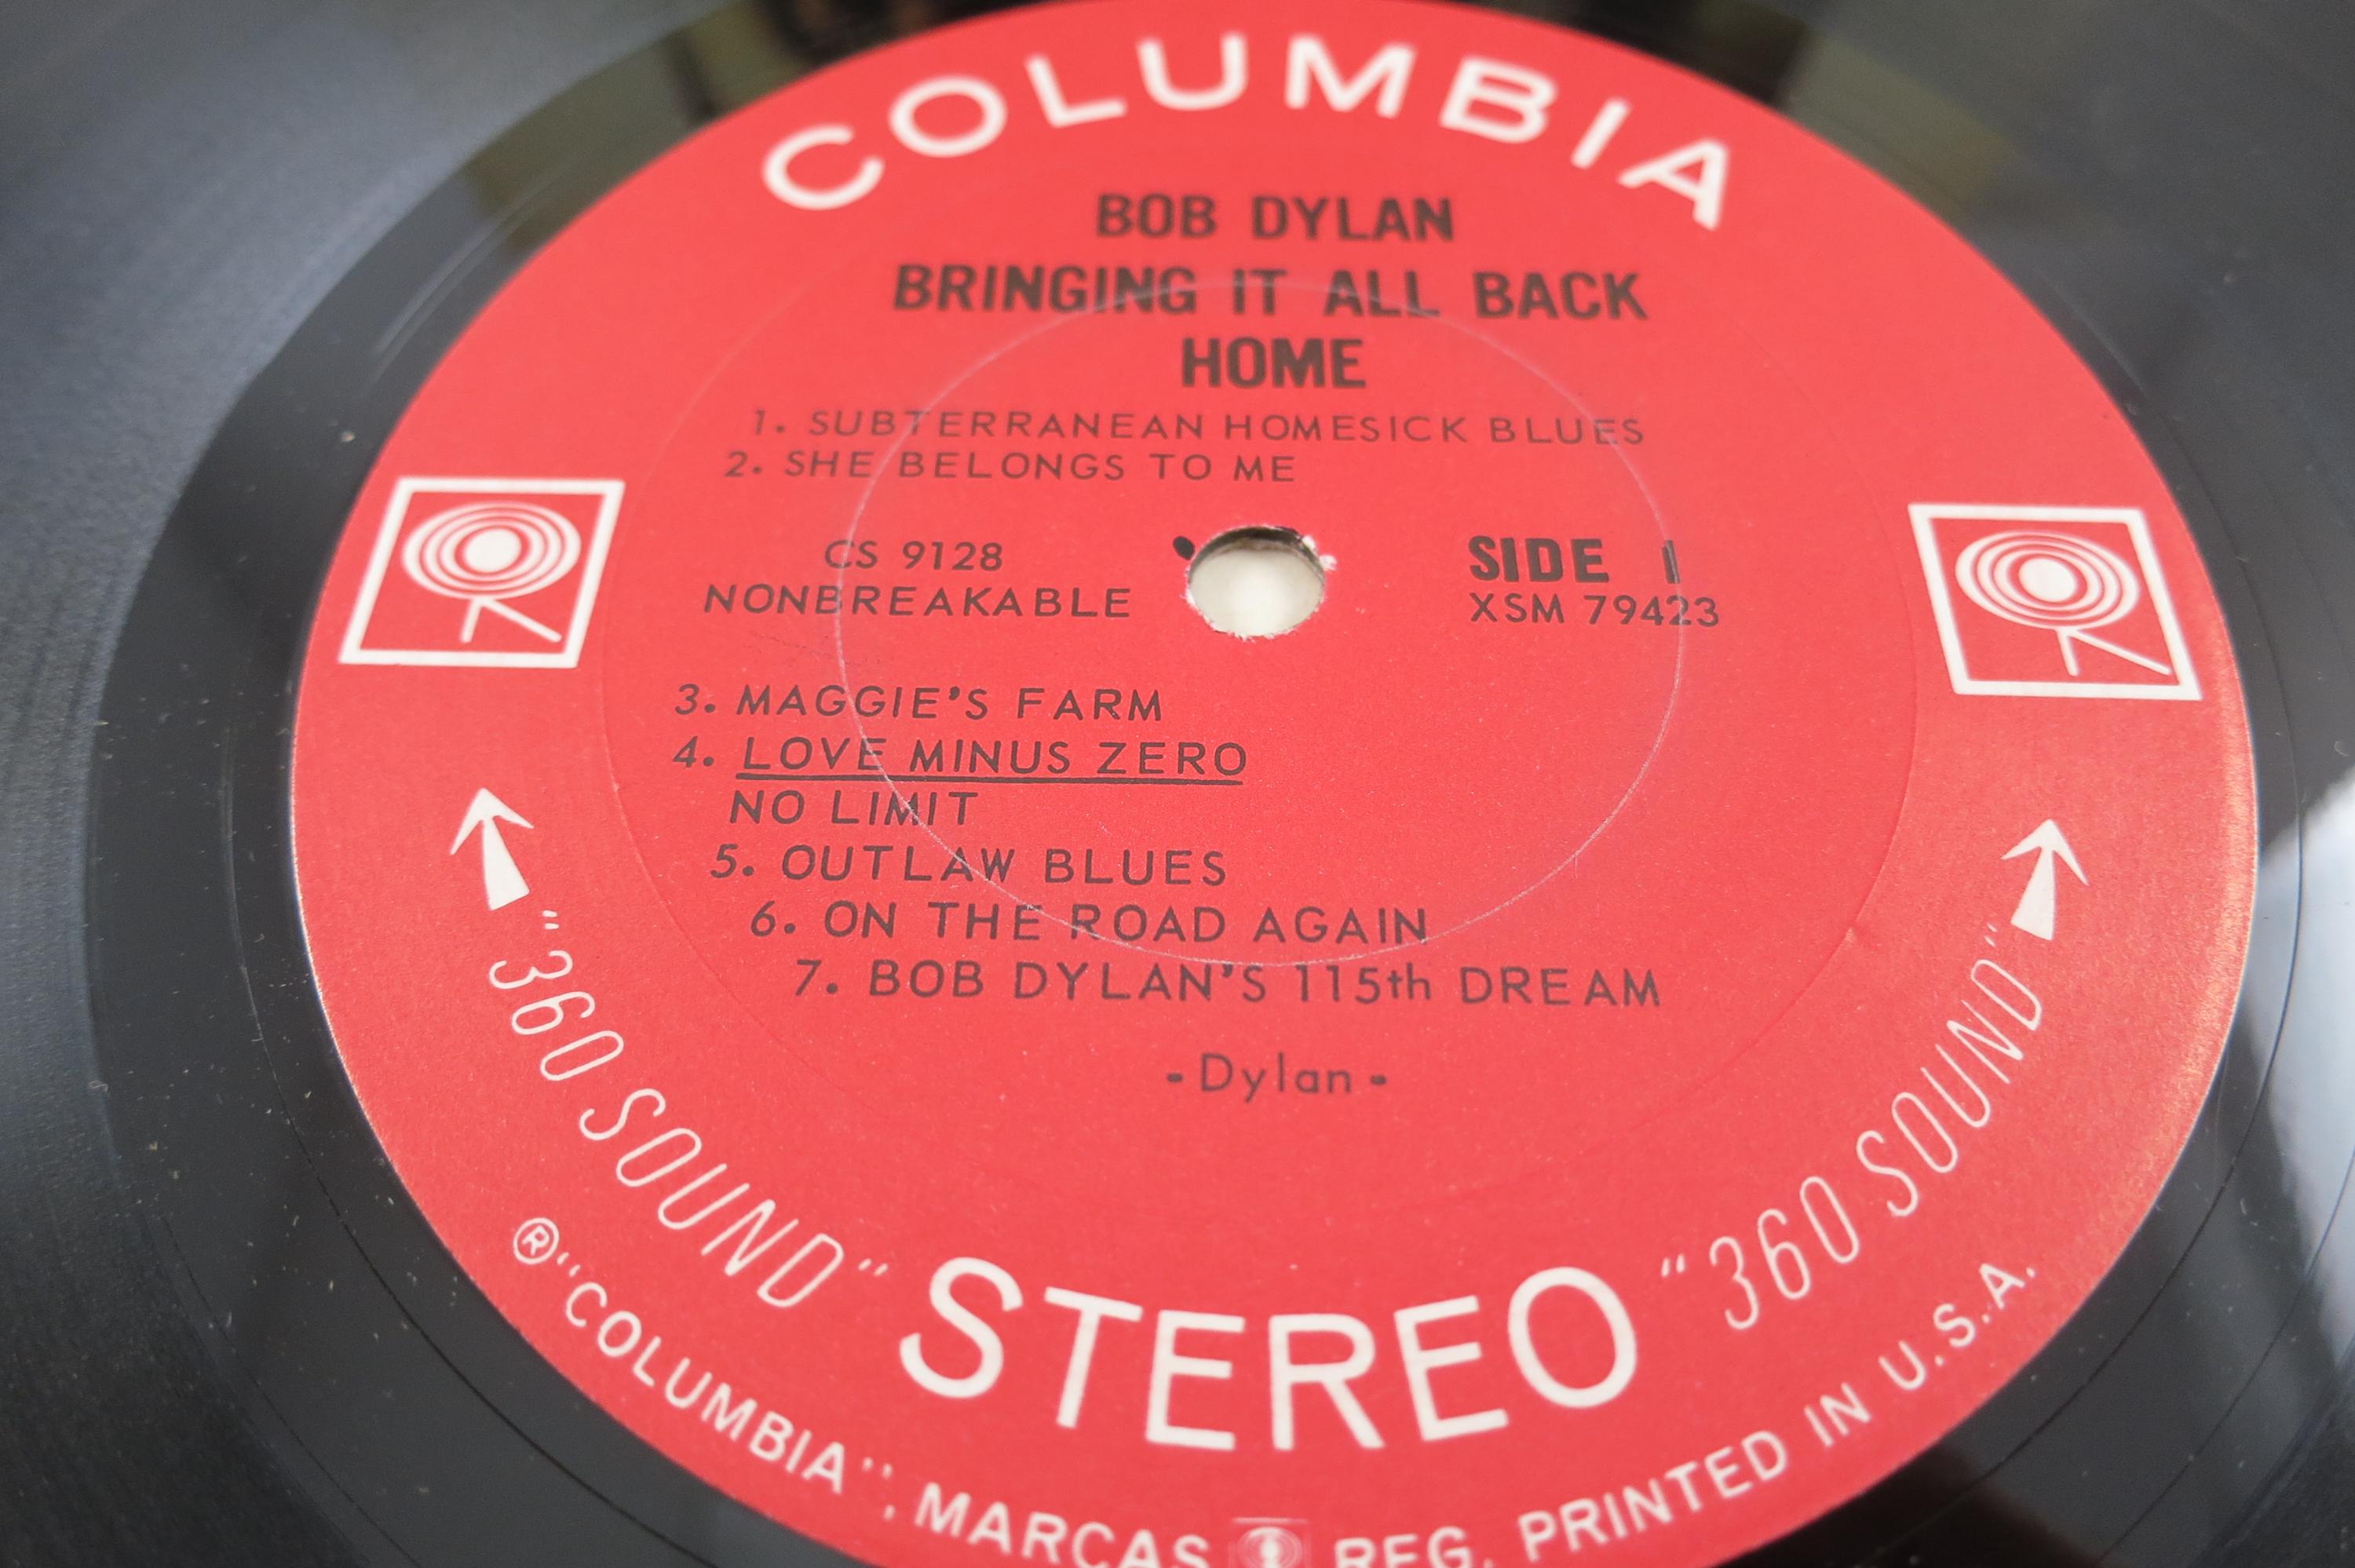 COLUMBIA
BOB DYLAN
BRINGING IT ALL BACK
HOME
1. SUBTERRANEAN HOMESICK BLUES
2. SHE BELONGS TO ME
CS 9128
NONBREAKABLE
SIDE 1
XSM 79423
3. MAGGIE'S FARM
4. LOVE MINUS ZERO
NO LIMIT
5. OUTLAW BLUES
6. ON THE ROAD AGAIN
7. BOB DYLAN'S 115th DREAM
-Dylan-
"360 SOUND" STEREO "360 SOUND"
® "COLUMBIA", MARCAS REG. PRINTED IN U.S.A.